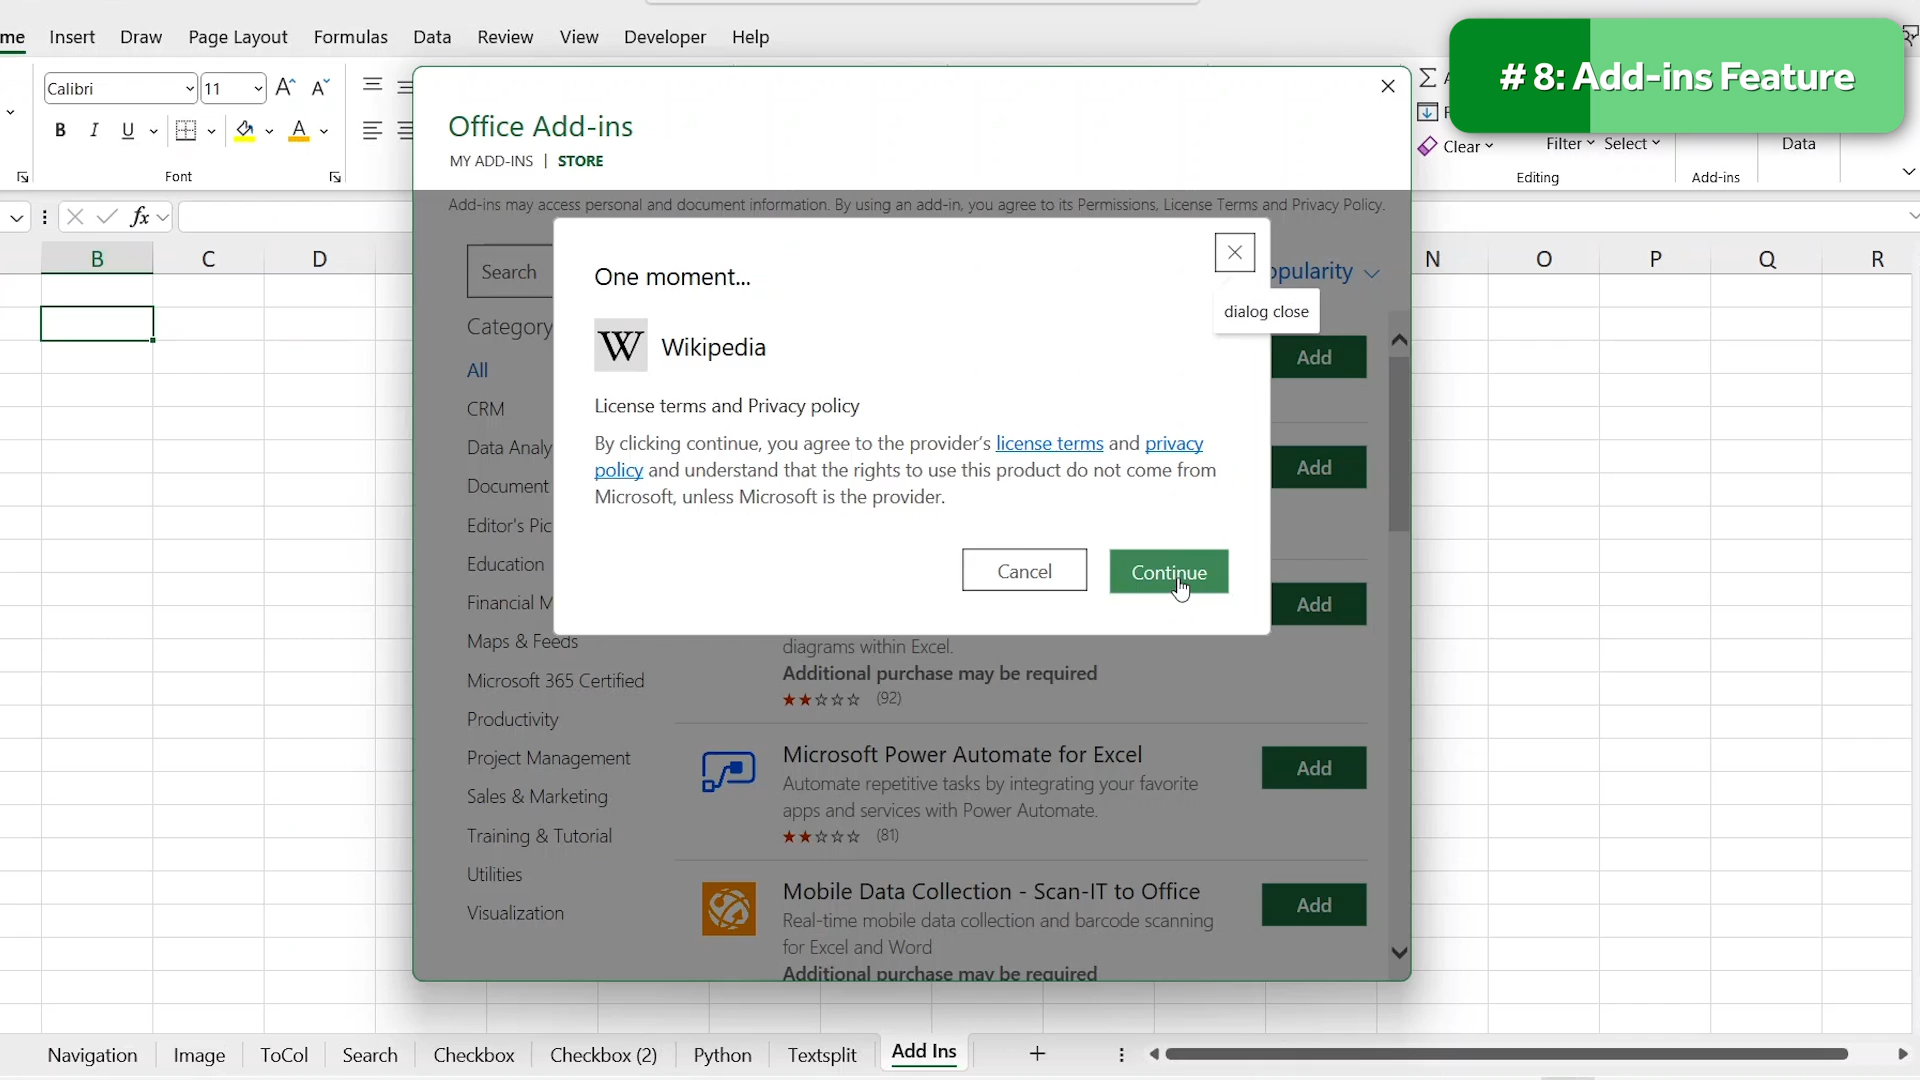 me Insert Draw Page Layout Formulas Data Review View Developer Help
# 8: Add-ins Feature
Calibri 11
B I U A
Clear
Filter Select
Data
Font
Editing
Add-ins
fx
Office Add-ins
MY ADD-INS | STORE
Add-ins may access personal and document information. By using an add-in, you agree to its Permissions, License Terms and Privacy Policy.
B C D N O P Q R
Search
opularity
One moment...
dialog close
Category
W Wikipedia
Add
All
License terms and Privacy policy
CRM
By clicking continue, you agree to the provider's license terms and privacy
policy and understand that the rights to use this product do not come from
Microsoft, unless Microsoft is the provider.
Data Analy
Add
Document
Editor's Pic
Education
Cancel
Continue
Financial M
Add
Maps & Feeds
diagrams within Excel.
Additional purchase may be required
(92)
Microsoft 365 Certified
Productivity
Project Management
Microsoft Power Automate for Excel
Automate repetitive tasks by integrating your favorite
apps and services with Power Automate.
(81)
Add
Sales & Marketing
Training & Tutorial
Utilities
Visualization
Mobile Data Collection - Scan-IT to Office
Real-time mobile data collection and barcode scanning
for Excel and Word
Additional purchase may be required
Add
Navigation Image ToCol Search Checkbox Checkbox (2) Python Textsplit Add Ins +